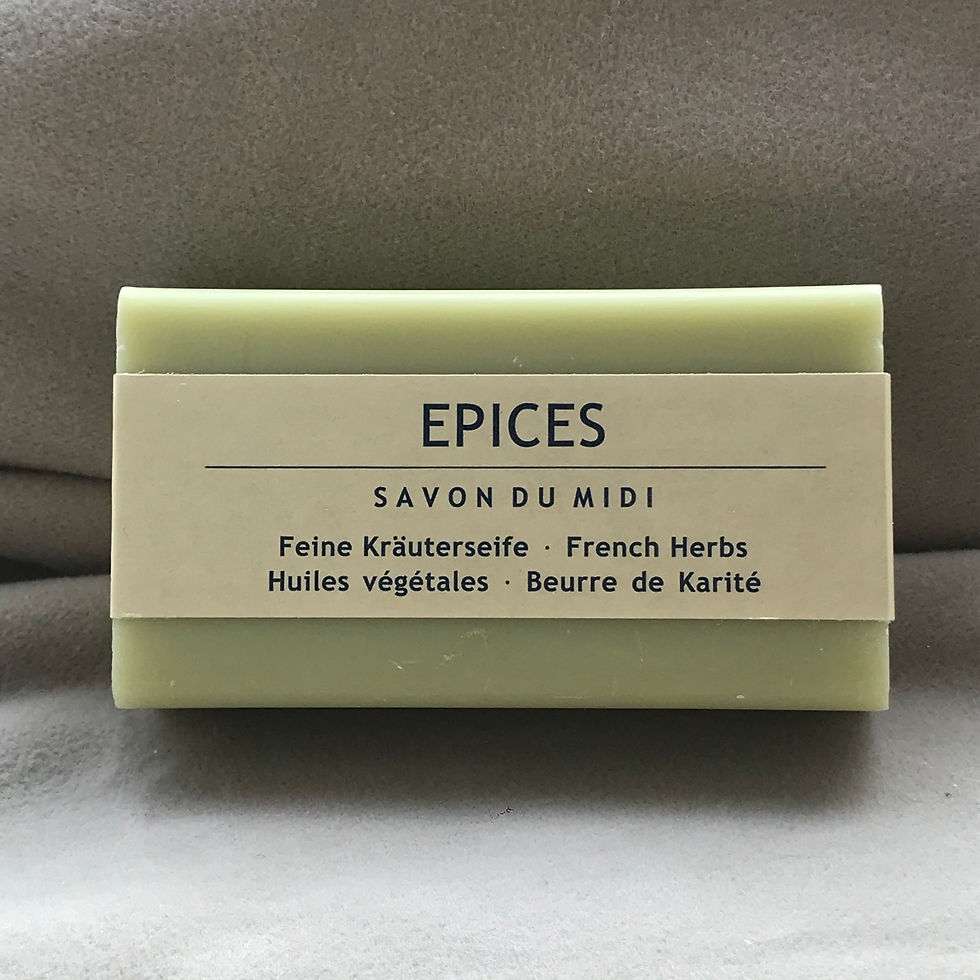 EPICES
SAVON DU MIDI
Feine Kräuterseife · French Herbs
Huiles végétales · Beurre de Karité